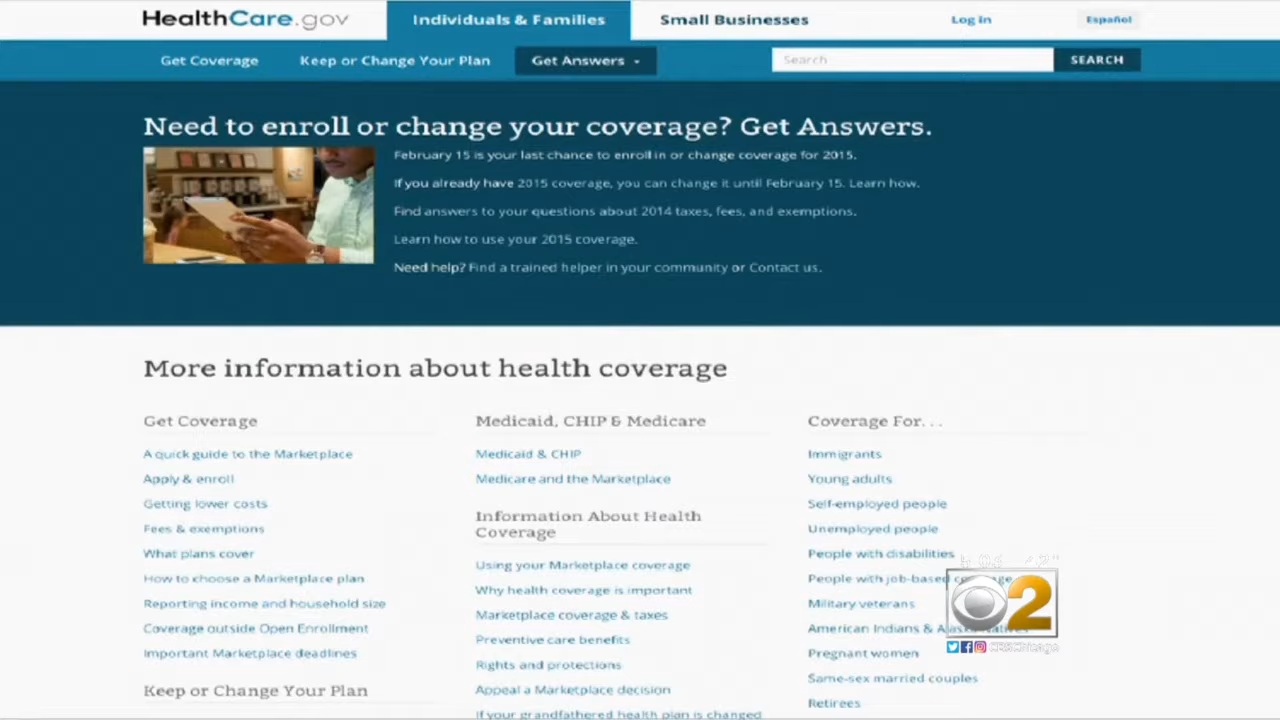 HealthCare.gov
Individuals & Families
Small Businesses
Log in
Español
Get Coverage
Keep or Change Your Plan
Get Answers
Search
SEARCH
Need to enroll or change your coverage? Get Answers.
February 15 is your last chance to enroll in or change coverage for 2015.
If you already have 2015 coverage, you can change it until February 15. Learn how.
Find answers to your questions about 2014 taxes, fees, and exemptions.
Learn how to use your 2015 coverage.
Need help? Find a trained helper in your community or Contact us.
More information about health coverage
Get Coverage
A quick guide to the Marketplace
Apply & enroll
Getting lower costs
Fees & exemptions
What plans cover
How to choose a Marketplace plan
Reporting income and household size
Coverage outside Open Enrollment
Important Marketplace deadlines
Keep or Change Your Plan
Medicaid, CHIP & Medicare
Medicaid & CHIP
Medicare and the Marketplace
Information About Health
Coverage
Using your Marketplace coverage
Why health coverage is important
Marketplace coverage & taxes
Preventive care benefits
Rights and protections
Appeal a Marketplace decision
If your grandfathered health plan is changed
Coverage For. . .
Immigrants
Young adults
Self-employed people
Unemployed people
People with disabilities
People with job-based coverage
Military veterans
American Indians & Alaska Natives
Pregnant women
Same-sex married couples
Retirees
2
CBSChicago